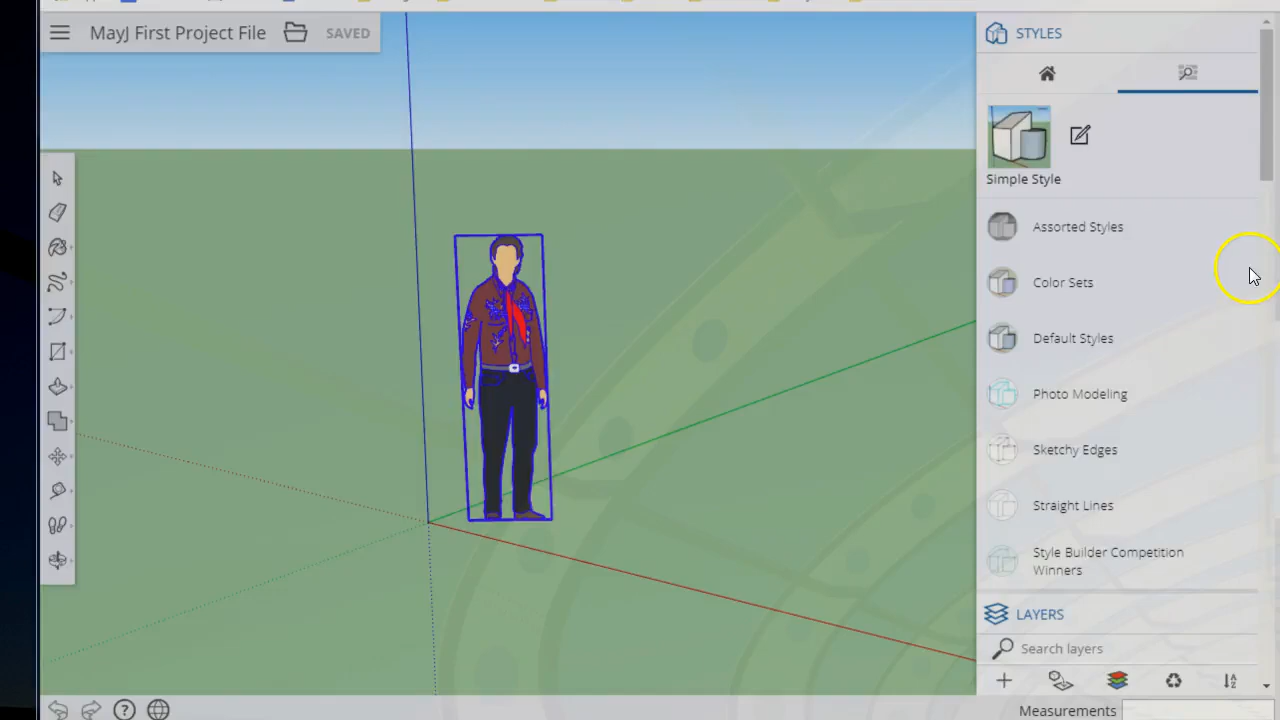 MayJ First Project File
SAVED
STYLES
Simple Style
Assorted Styles
Color Sets
Default Styles
Photo Modeling
Sketchy Edges
Straight Lines
Style Builder Competition
Winners
LAYERS
Search layers
Measurements